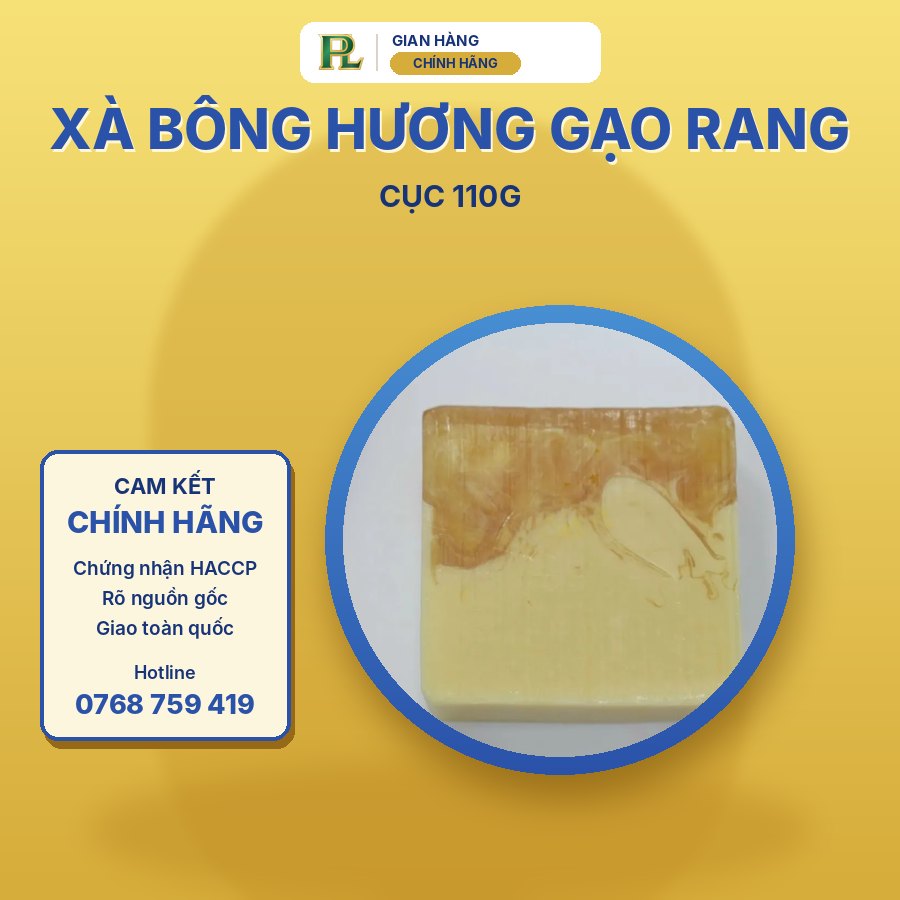 PL
GIAN HÀNG
CHÍNH HÃNG
XÀ BÔNG HƯƠNG GẠO RANG
CỤC 110G
CAM KẾT
CHÍNH HÃNG
Chứng nhận HACCP
Rõ nguồn gốc
Giao toàn quốc
Hotline
0768 759 419